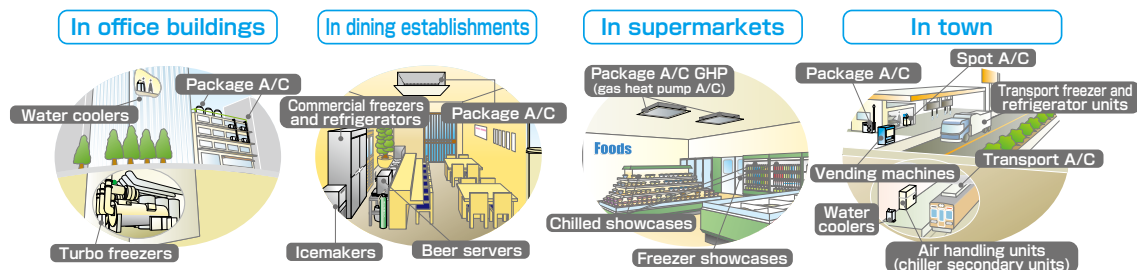 In office buildings
In dining establishments
In supermarkets
In town
Package A/C
Water coolers
Turbo freezers
Commercial freezers
and refrigerators
Package A/C
Icemakers
Beer servers
Package A/C GHP
(gas heat pump A/C)
Foods
Chilled showcases
Freezer showcases
Spot A/C
Package A/C
Transport freezer and
refrigerator units
Transport A/C
Vending machines
Water
coolers
Air handling units
(chiller secondary units)